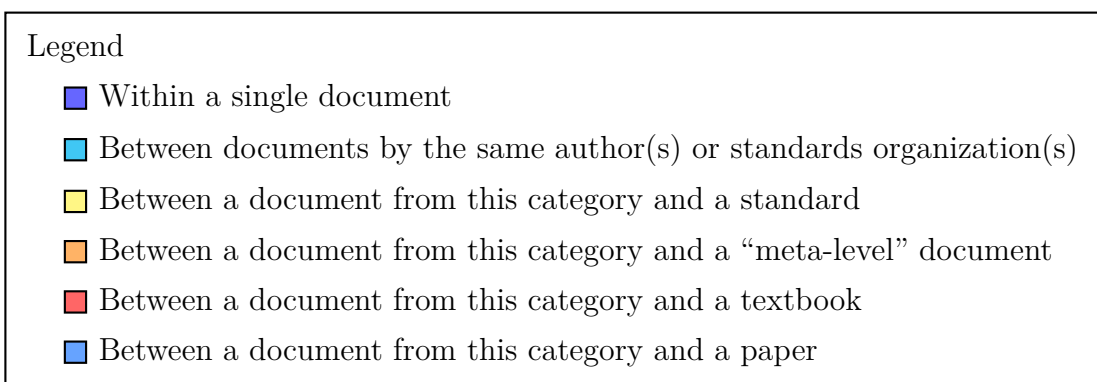 Legend
Within a single document
Between documents by the same author(s) or standards organization(s)
Between a document from this category and a standard
Between a document from this category and a “meta-level” document
Between a document from this category and a textbook
Between a document from this category and a paper